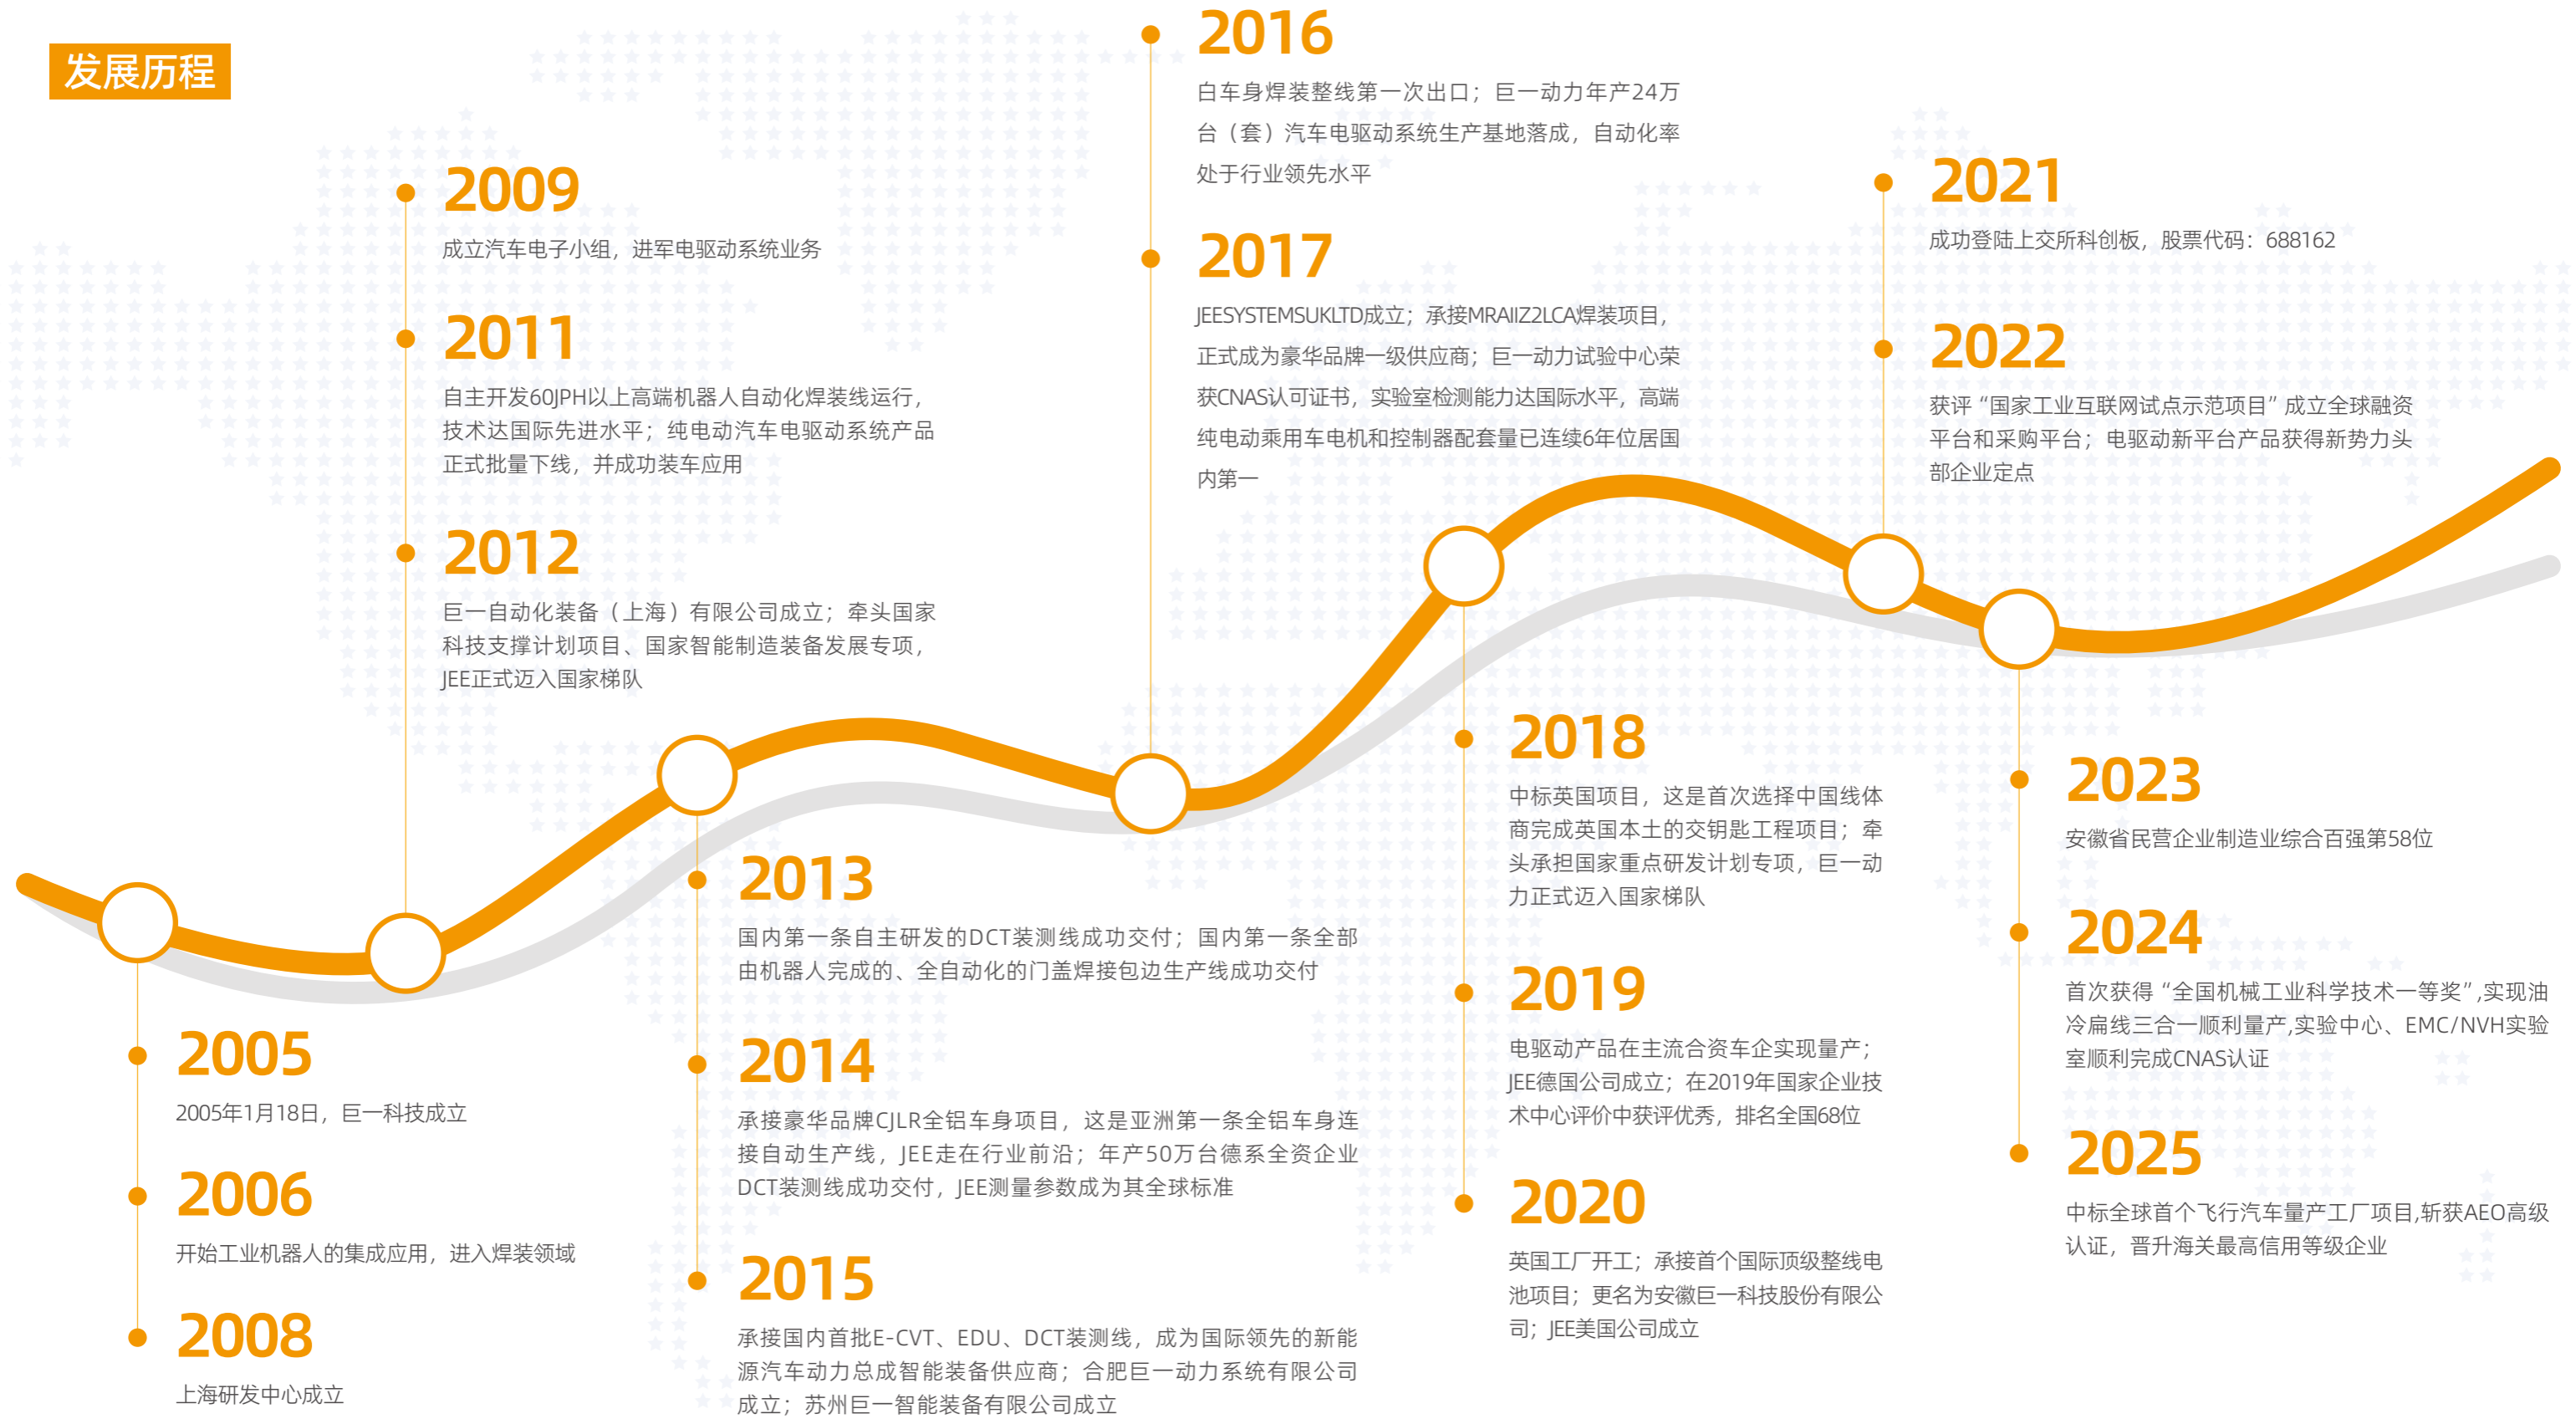 发展历程
2005
2005年1月18日，巨一科技成立
2006
开始工业机器人的集成应用，进入焊装领域
2008
上海研发中心成立
2009
成立汽车电子小组，进军电驱动系统业务
2011
自主开发60JPH以上高端机器人自动化焊装线运行，
技术达国际先进水平；纯电动汽车电驱动系统产品
正式批量下线，并成功装车应用
2012
巨一自动化装备（上海）有限公司成立；牵头国家
科技支撑计划项目、国家智能制造装备发展专项，
JEE正式迈入国家梯队
2013
国内第一条自主研发的DCT装测线成功交付；国内第一条全部
由机器人完成的、全自动化的门盖焊接包边生产线成功交付
2014
承接豪华品牌CJLR全铝车身项目，这是亚洲第一条全铝车身连
接自动生产线，JEE走在行业前沿；年产50万台德系全资企业
DCT装测线成功交付，JEE测量参数成为其全球标准
2015
承接国内首批E-CVT、EDU、DCT装测线，成为国际领先的新能
源汽车动力总成智能装备供应商；合肥巨一动力系统有限公司
成立；苏州巨一智能装备有限公司成立
2016
白车身焊装整线第一次出口；巨一动力年产24万
台（套）汽车电驱动系统生产基地落成，自动化率
处于行业领先水平
2017
JEESYSTEMSUKLTD成立；承接MRAIIZ2LCA焊装项目，
正式成为豪华品牌一级供应商；巨一动力试验中心荣
获CNAS认可证书，实验室检测能力达国际水平，高端
纯电动乘用车电机和控制器配套量已连续6年位居国
内第一
2018
中标英国项目，这是首次选择中国线体
商完成英国本土的交钥匙工程项目；牵
头承担国家重点研发计划专项，巨一动
力正式迈入国家梯队
2019
电驱动产品在主流合资车企实现量产；
JEE德国公司成立；在2019年国家企业技
术中心评价中获评优秀，排名全国68位
2020
英国工厂开工；承接首个国际顶级整线电
池项目；更名为安徽巨一科技股份有限公
司；JEE美国公司成立
2021
成功登陆上交所科创板，股票代码：688162
2022
获评“国家工业互联网试点示范项目”成立全球融资
平台和采购平台；电驱动新平台产品获得新势力头
部企业定点
2023
安徽省民营企业制造业综合百强第58位
2024
首次获得“全国机械工业科学技术一等奖”,实现油
冷扁线三合一顺利量产,实验中心、EMC/NVH实验
室顺利完成CNAS认证
2025
中标全球首个飞行汽车量产工厂项目,斩获AEO高级
认证，晋升海关最高信用等级企业